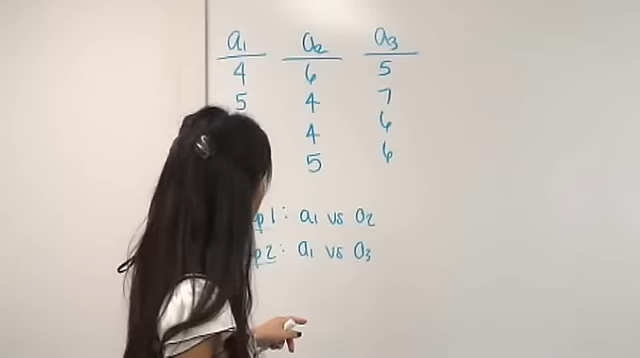 a1 a2 a3
4 6 5
5 4 7
4 6
5 6
p1: a1 vs a2
p2: a1 vs a3